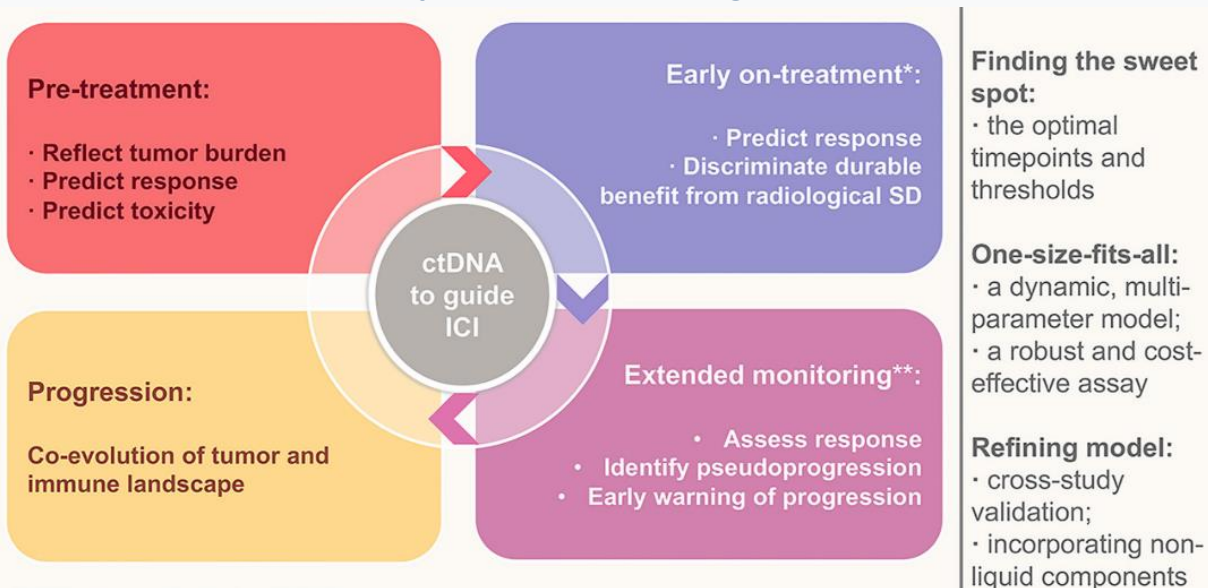 Pre-treatment:
· Reflect tumor burden
· Predict response
· Predict toxicity
Early on-treatment*:
· Predict response
· Discriminate durable
benefit from radiological SD
ctDNA
to guide
ICI
Progression:
Co-evolution of tumor and
immune landscape
Extended monitoring**:
• Assess response
• Identify pseudoprogression
• Early warning of progression
Finding the sweet
spot:
· the optimal
timepoints and
thresholds
One-size-fits-all:
· a dynamic, multi-
parameter model;
· a robust and cost-
effective assay
Refining model:
· cross-study
validation;
· incorporating non-
liquid components